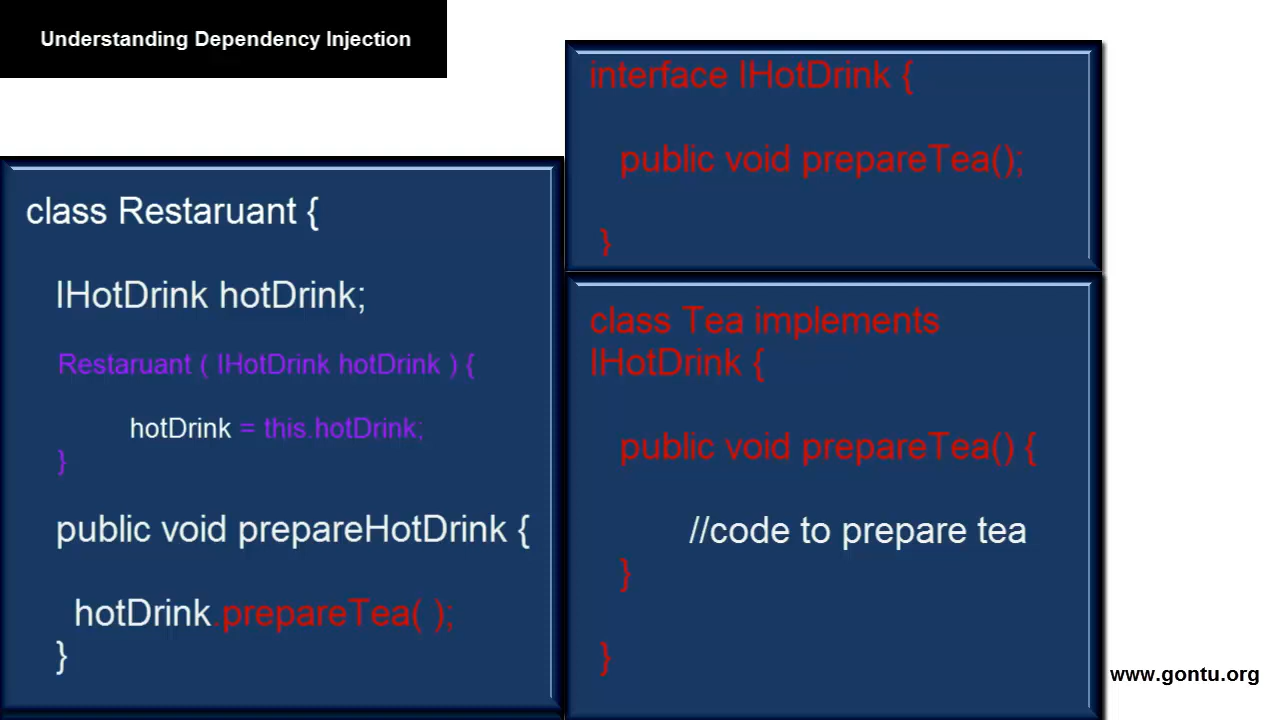 Understanding Dependency Injection
class Restaruant {
IHotDrink hotDrink;
Restaruant ( IHotDrink hotDrink ) {
hotDrink = this.hotDrink;
}
public void prepareHotDrink {
hotDrink.prepareTea( );
}
interface IHotDrink {
public void prepareTea();
}
class Tea implements
IHotDrink {
public void prepareTea() {
//code to prepare tea
}
}
www.gontu.org